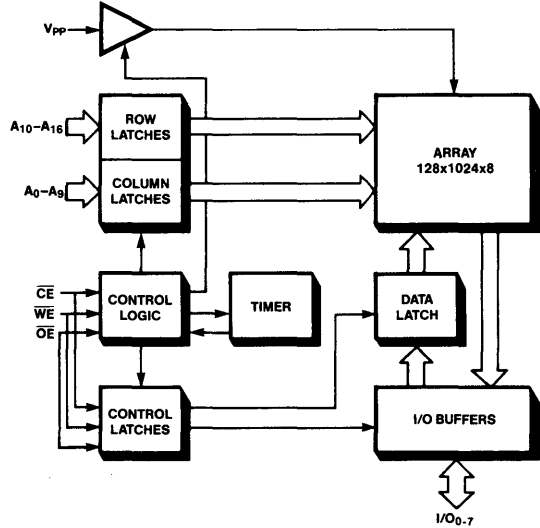 VPP
A10–A16
ROW
LATCHES
A0–A9
COLUMN
LATCHES
ARRAY
128x1024x8
CE
WE
OE
CONTROL
LOGIC
TIMER
DATA
LATCH
CONTROL
LATCHES
I/O BUFFERS
I/O0-7